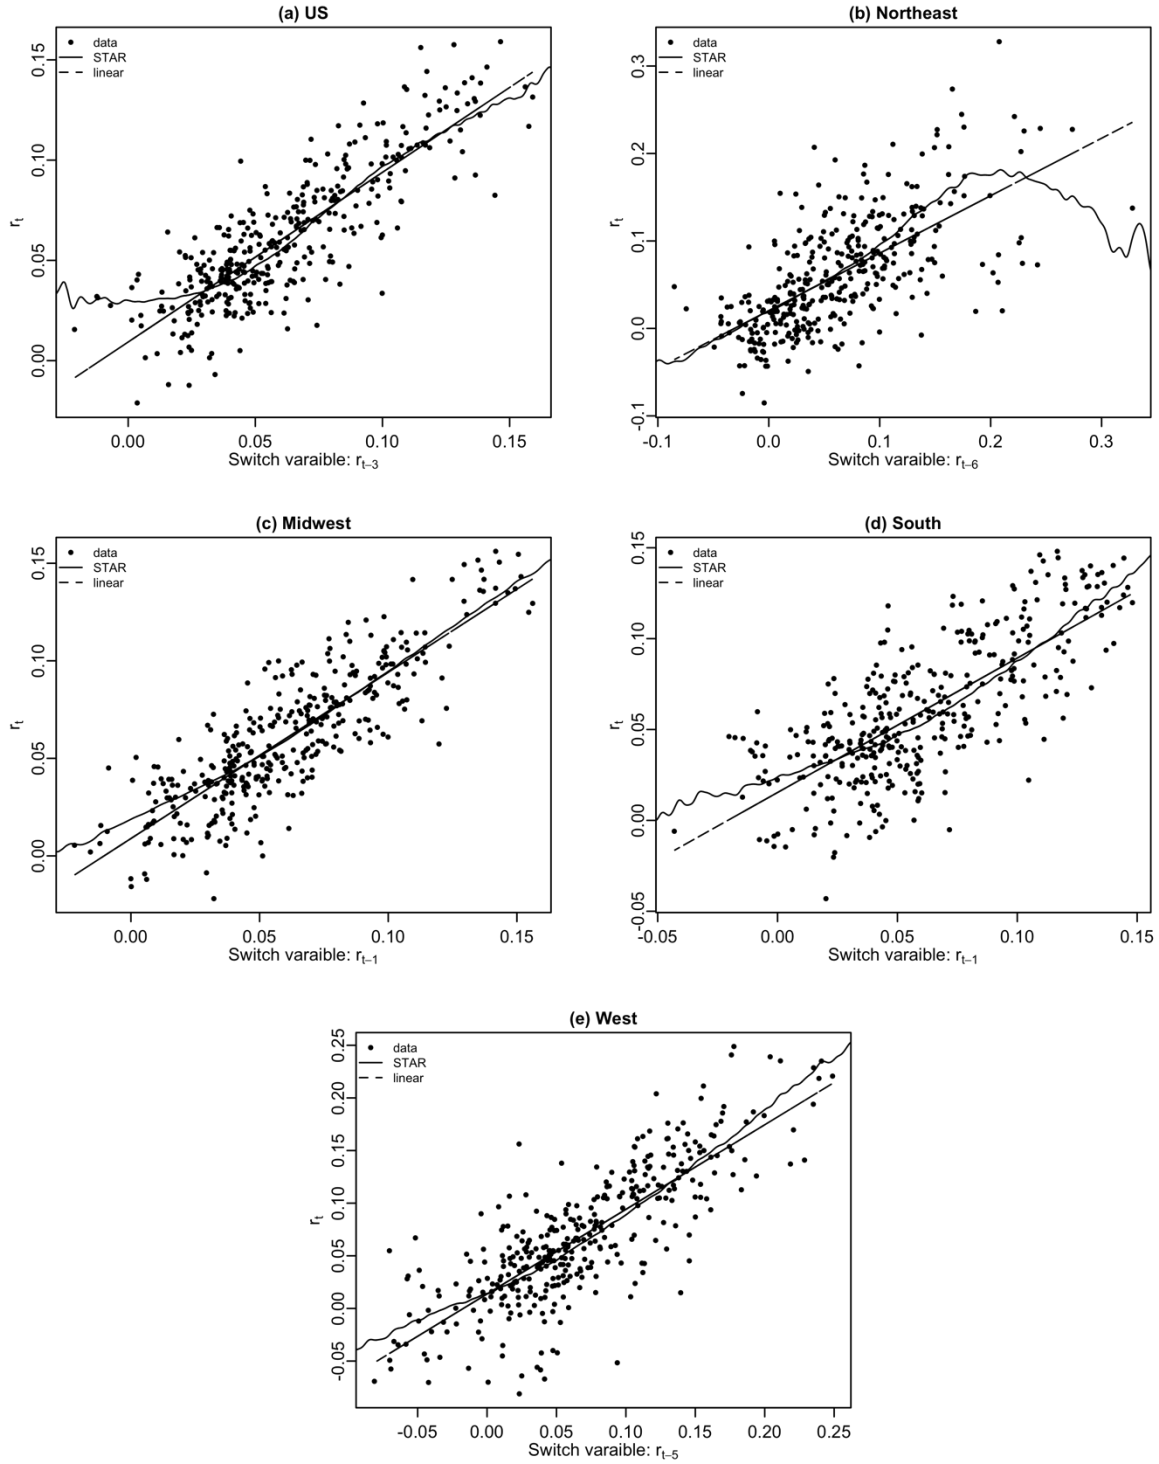 (a) US
data
STAR
linear
0.15
0.10
0.05
0.00
r_t
0.00 0.05 0.10 0.15
Switch varaible: r_t–3
(b) Northeast
data
STAR
linear
0.3
0.2
0.1
0.0
-0.1
r_t
-0.1 0.0 0.1 0.2 0.3
Switch varaible: r_t–6
(c) Midwest
data
STAR
linear
0.15
0.10
0.05
0.00
r_t
0.00 0.05 0.10 0.15
Switch varaible: r_t–1
(d) South
data
STAR
linear
0.15
0.10
0.05
0.00
-0.05
r_t
-0.05 0.00 0.05 0.10 0.15
Switch varaible: r_t–1
(e) West
data
STAR
linear
0.25
0.20
0.15
0.10
0.05
0.00
-0.05
r_t
-0.05 0.00 0.05 0.10 0.15 0.20 0.25
Switch varaible: r_t–5